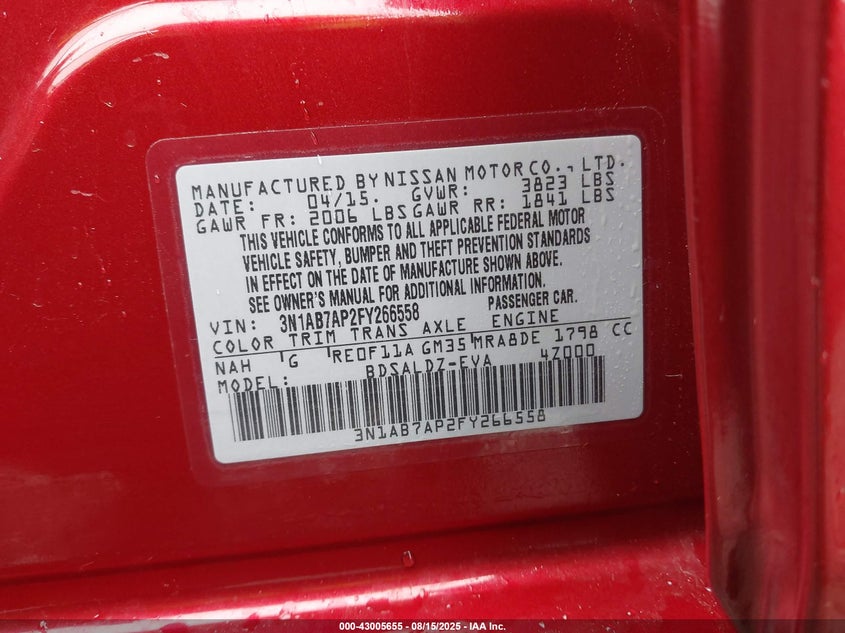 MANUFACTURED BY NISSAN MOTOR CO., LTD.
DATE: 04/15. GVWR: 3823 LBS
GAWR FR: 2006 LBS GAWR RR: 1841 LBS
THIS VEHICLE CONFORMS TO ALL APPLICABLE FEDERAL MOTOR
VEHICLE SAFETY, BUMPER AND THEFT PREVENTION STANDARDS
IN EFFECT ON THE DATE OF MANUFACTURE SHOWN ABOVE.
SEE OWNER'S MANUAL FOR ADDITIONAL INFORMATION.
VIN: 3N1AB7AP2FY266558 PASSENGER CAR.
COLOR TRIM TRANS AXLE ENGINE
NAH G RE0F11A GM35 MRA8DE 1798 CC
MODEL: BDSALDZ-EVA 4Z000
3N1AB7AP2FY266558
000-43005655 - 08/15/2025 - IAA Inc.